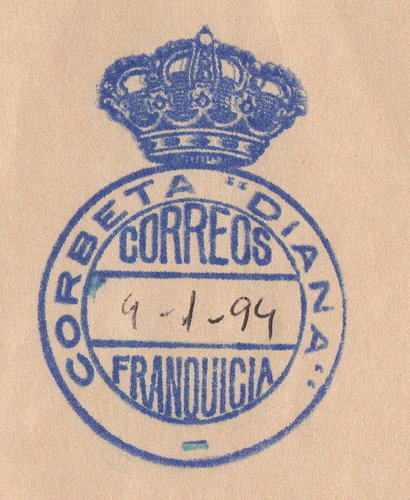 CORBETA "DIANA"
CORREOS
9-1-94
FRANQUICIA